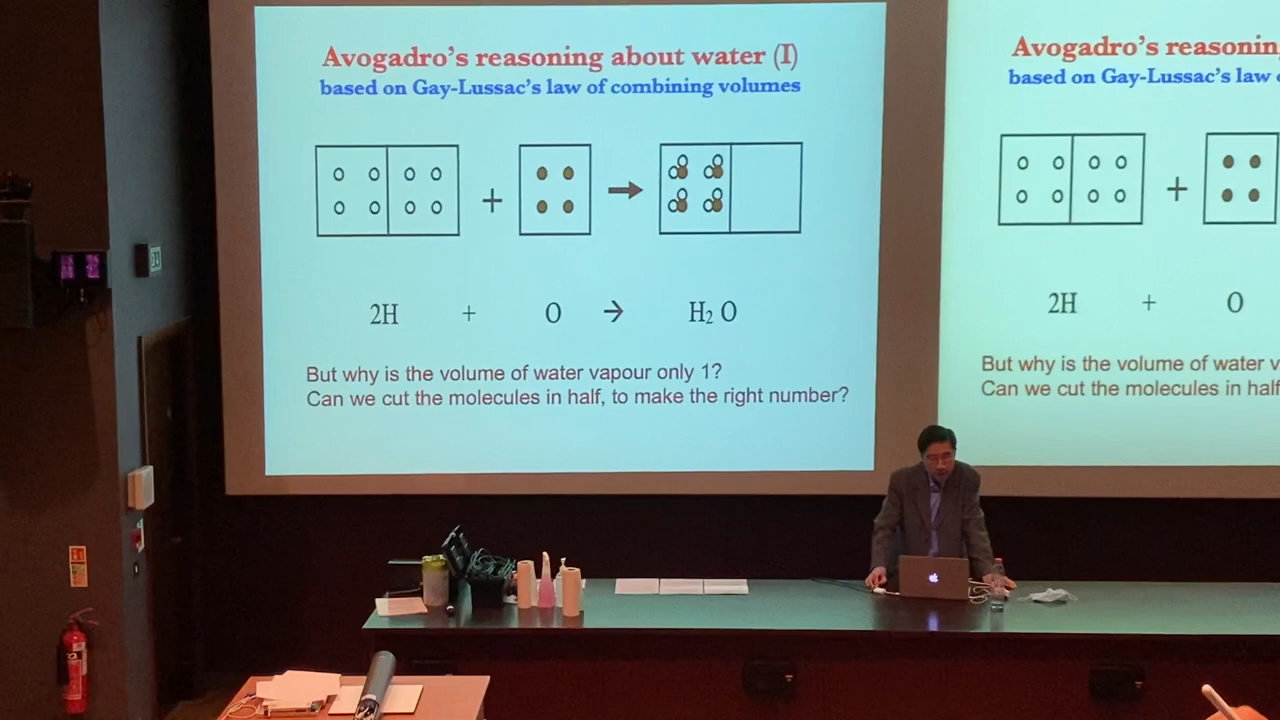 Avogadro's reasoning about water (I)
based on Gay-Lussac's law of combining volumes
+
2H + O → H₂ O
But why is the volume of water vapour only 1?
Can we cut the molecules in half, to make the right number?
Avogadro's reasonin
based on Gay-Lussac's law
+
2H + O
But why is the volume of water v
Can we cut the molecules in half